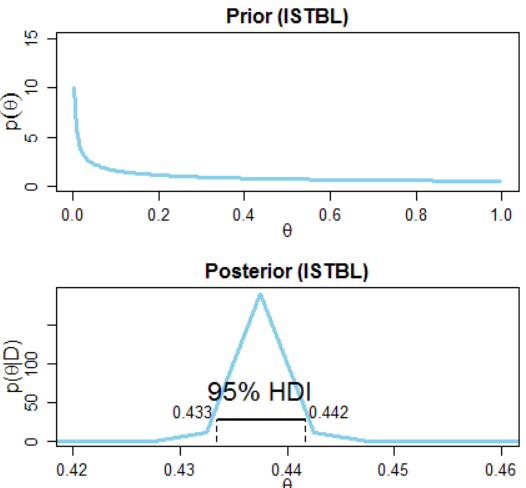 Prior (ISTBL)
p(θ)
15
10
5
0
0.0 0.2 0.4 0.6 0.8 1.0
θ
Posterior (ISTBL)
p(θ|D)
100
50
0
95% HDI
0.433 0.442
0.42 0.43 0.44 0.45 0.46
θ